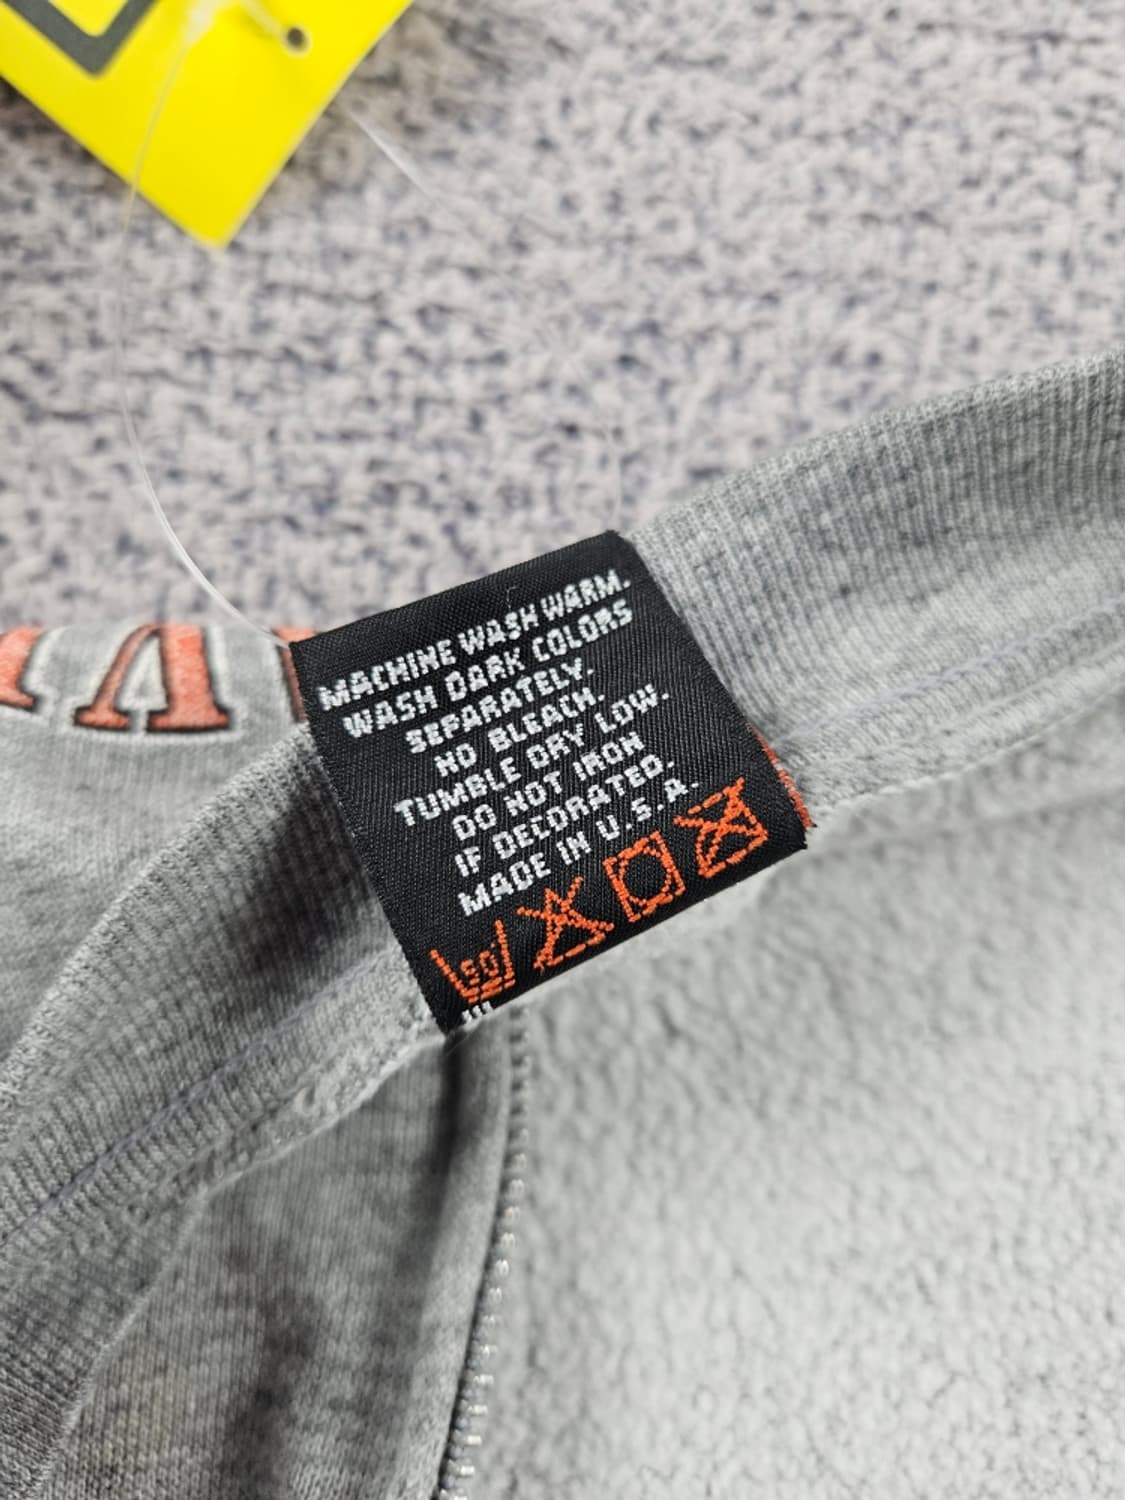 MACHINE WASH WARM.
WASH DARK COLORS
SEPARATELY.
NO BLEACH.
TUMBLE DRY LOW.
DO NOT IRON
IF DECORATED.
MADE IN U.S.A.
50°